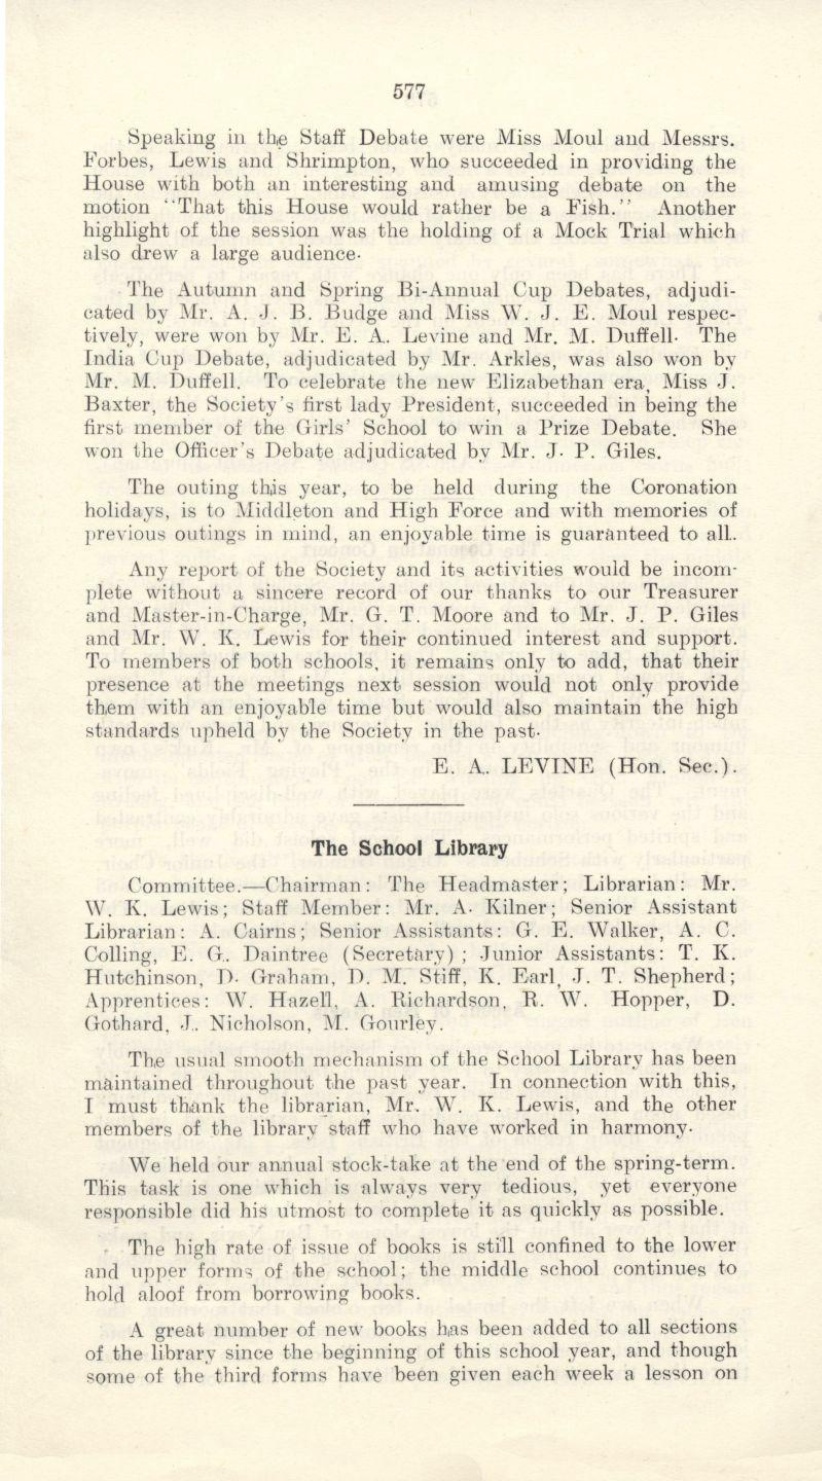 577
Speaking in the Staff Debate were Miss Moul and Messrs.
Forbes, Lewis and Shrimpton, who succeeded in providing the
House with both an interesting and amusing debate on the
motion "That this House would rather be a Fish." Another
highlight of the session was the holding of a Mock Trial which
also drew a large audience.
The Autumn and Spring Bi-Annual Cup Debates, adjudi-
cated by Mr. A. J. B. Budge and Miss W. J. E. Moul respec-
tively, were won by Mr. E. A. Levine and Mr. M. Duffell. The
India Cup Debate, adjudicated by Mr. Arkles, was also won by
Mr. M. Duffell. To celebrate the new Elizabethan era, Miss J.
Baxter, the Society's first lady President, succeeded in being the
first member of the Girls' School to win a Prize Debate. She
won the Officer's Debate adjudicated by Mr. J. P. Giles.
The outing this year, to be held during the Coronation
holidays, is to Middleton and High Force and with memories of
previous outings in mind, an enjoyable time is guaranteed to all.
Any report of the Society and its activities would be incom-
plete without a sincere record of our thanks to our Treasurer
and Master-in-Charge, Mr. G. T. Moore and to Mr. J. P. Giles
and Mr. W. K. Lewis for their continued interest and support.
To members of both schools, it remains only to add, that their
presence at the meetings next session would not only provide
them with an enjoyable time but would also maintain the high
standards upheld by the Society in the past.
E. A. LEVINE (Hon. Sec.).
The School Library
Committee.—Chairman: The Headmaster; Librarian: Mr.
W. K. Lewis; Staff Member: Mr. A. Kilner; Senior Assistant
Librarian: A. Cairns; Senior Assistants: G. E. Walker, A. C.
Colling, E. G. Daintree (Secretary); Junior Assistants: T. K.
Hutchinson, D. Graham, D. M. Stiff, K. Earl, J. T. Shepherd;
Apprentices: W. Hazell, A. Richardson, R. W. Hopper, D.
Gothard, J. Nicholson, M. Gourley.
The usual smooth mechanism of the School Library has been
maintained throughout the past year. In connection with this,
I must thank the librarian, Mr. W. K. Lewis, and the other
members of the library staff who have worked in harmony.
We held our annual stock-take at the end of the spring-term.
This task is one which is always very tedious, yet everyone
responsible did his utmost to complete it as quickly as possible.
The high rate of issue of books is still confined to the lower
and upper forms of the school; the middle school continues to
hold aloof from borrowing books.
A great number of new books has been added to all sections
of the library since the beginning of this school year, and though
some of the third forms have been given each week a lesson on